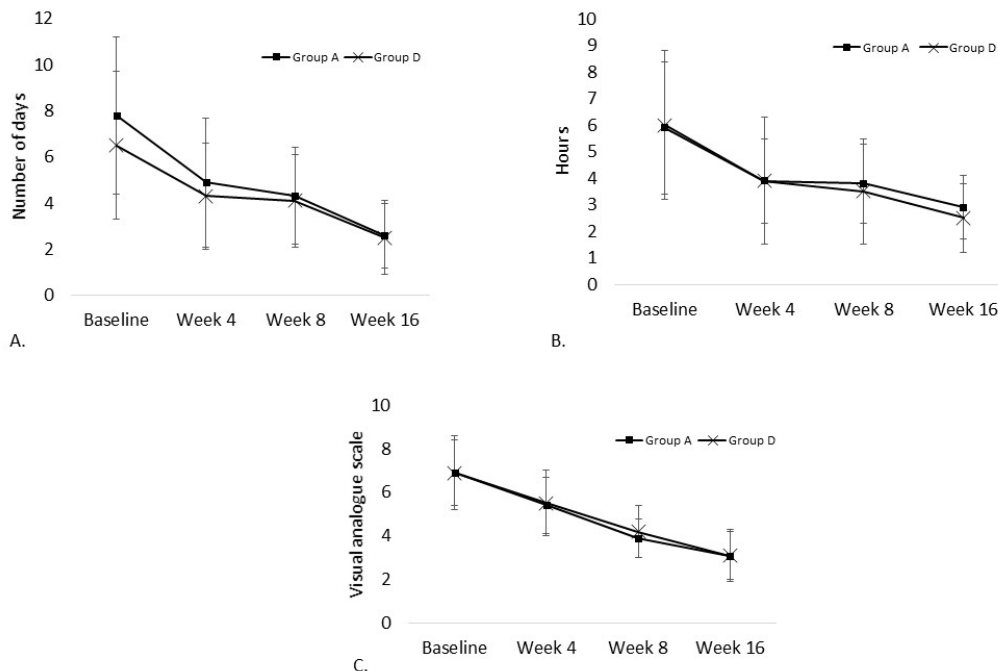 12
10
8
6
4
2
0
Number of days
Group A Group D
Baseline Week 4 Week 8 Week 16
A.
10
9
8
7
6
5
4
3
2
1
0
Hours
Group A Group D
Baseline Week 4 Week 8 Week 16
B.
10
8
6
4
2
0
Visual analogue scale
Group A Group D
Baseline Week 4 Week 8 Week 16
C.